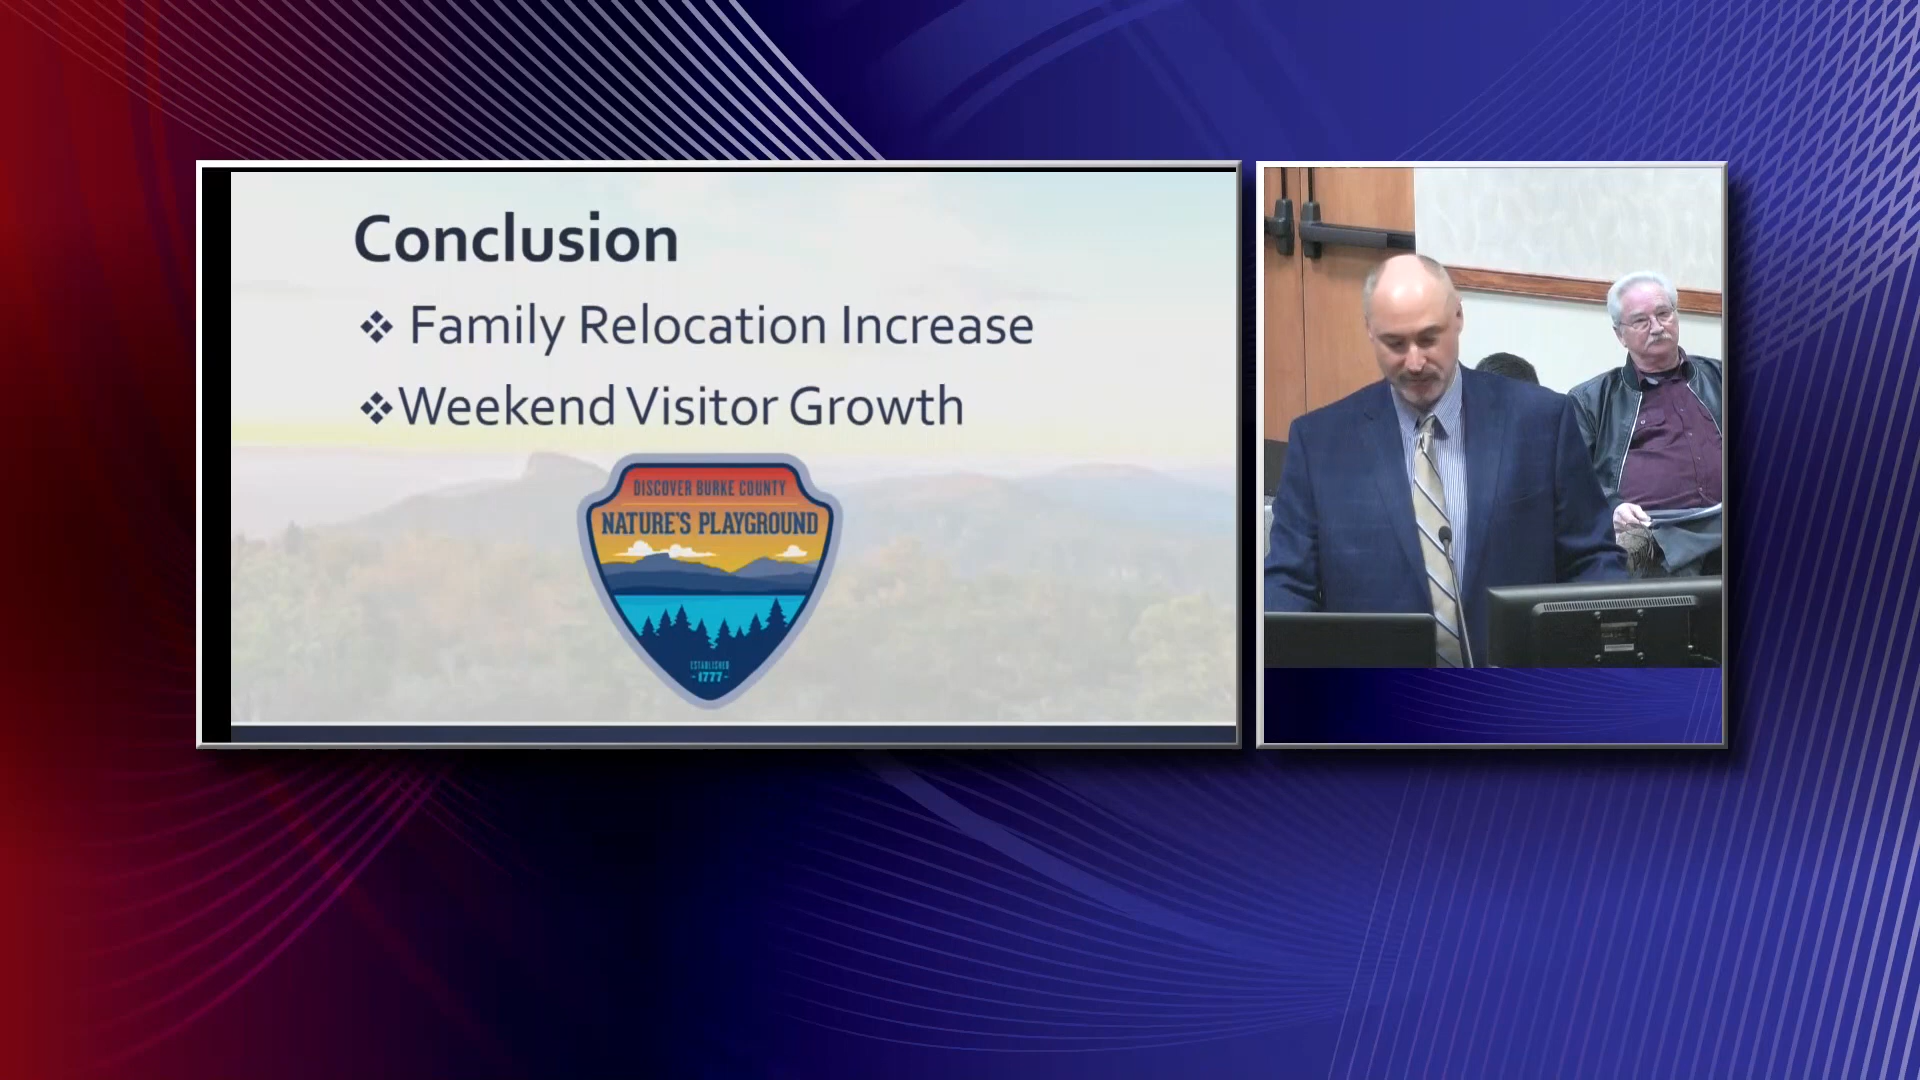 Conclusion
❖ Family Relocation Increase
❖Weekend Visitor Growth
DISCOVER BURKE COUNTY
NATURE'S PLAYGROUND
ESTABLISHED
-1777-